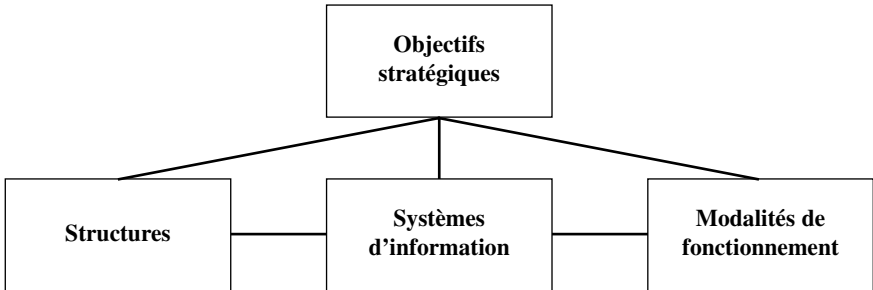 Objectifs
stratégiques
Structures
Systèmes
d’information
Modalités de
fonctionnement